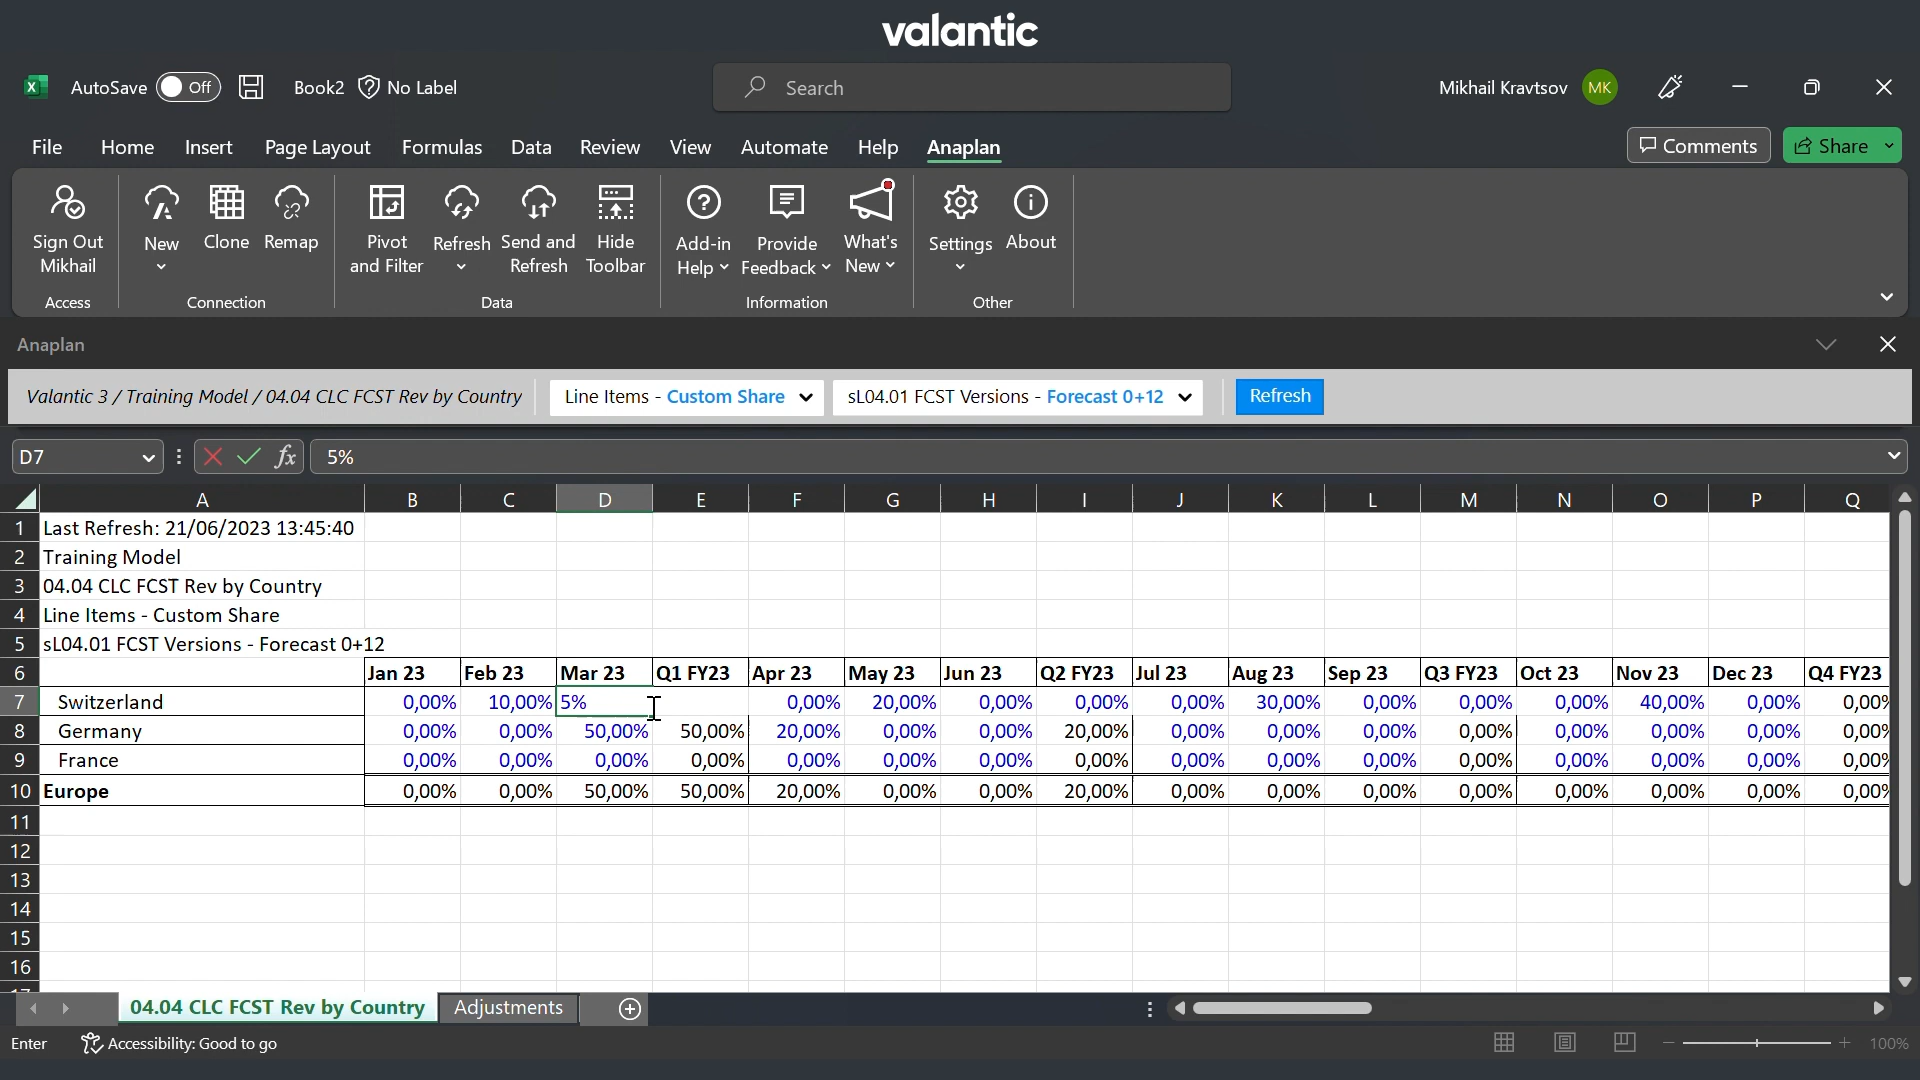 valantic
AutoSave Off Book2 No Label Search Mikhail Kravtsov MK
File Home Insert Page Layout Formulas Data Review View Automate Help Anaplan Comments Share
Sign Out Mikhail New Clone Remap Pivot and Filter Refresh Send and Refresh Hide Toolbar Add-in Help Provide Feedback What's New Settings About
Access Connection Data Information Other
Anaplan
Valantic 3 / Training Model / 04.04 CLC FCST Rev by Country Line Items - Custom Share sL04.01 FCST Versions - Forecast 0+12 Refresh
D7 fx 5%
A B C D E F G H I J K L M N O P Q
1 Last Refresh: 21/06/2023 13:45:40
2 Training Model
3 04.04 CLC FCST Rev by Country
4 Line Items - Custom Share
5 sL04.01 FCST Versions - Forecast 0+12
6 Jan 23 Feb 23 Mar 23 Q1 FY23 Apr 23 May 23 Jun 23 Q2 FY23 Jul 23 Aug 23 Sep 23 Q3 FY23 Oct 23 Nov 23 Dec 23 Q4 FY23
7 Switzerland 0,00% 10,00% 5% 0,00% 20,00% 0,00% 0,00% 0,00% 30,00% 0,00% 0,00% 0,00% 40,00% 0,00% 0,00%
8 Germany 0,00% 0,00% 50,00% 50,00% 20,00% 0,00% 0,00% 20,00% 0,00% 0,00% 0,00% 0,00% 0,00% 0,00% 0,00% 0,00%
9 France 0,00% 0,00% 0,00% 0,00% 0,00% 0,00% 0,00% 0,00% 0,00% 0,00% 0,00% 0,00% 0,00% 0,00% 0,00% 0,00%
10 Europe 0,00% 0,00% 50,00% 50,00% 20,00% 0,00% 0,00% 20,00% 0,00% 0,00% 0,00% 0,00% 0,00% 0,00% 0,00% 0,00%
11
12
13
14
15
16
04.04 CLC FCST Rev by Country Adjustments
Enter Accessibility: Good to go 100%